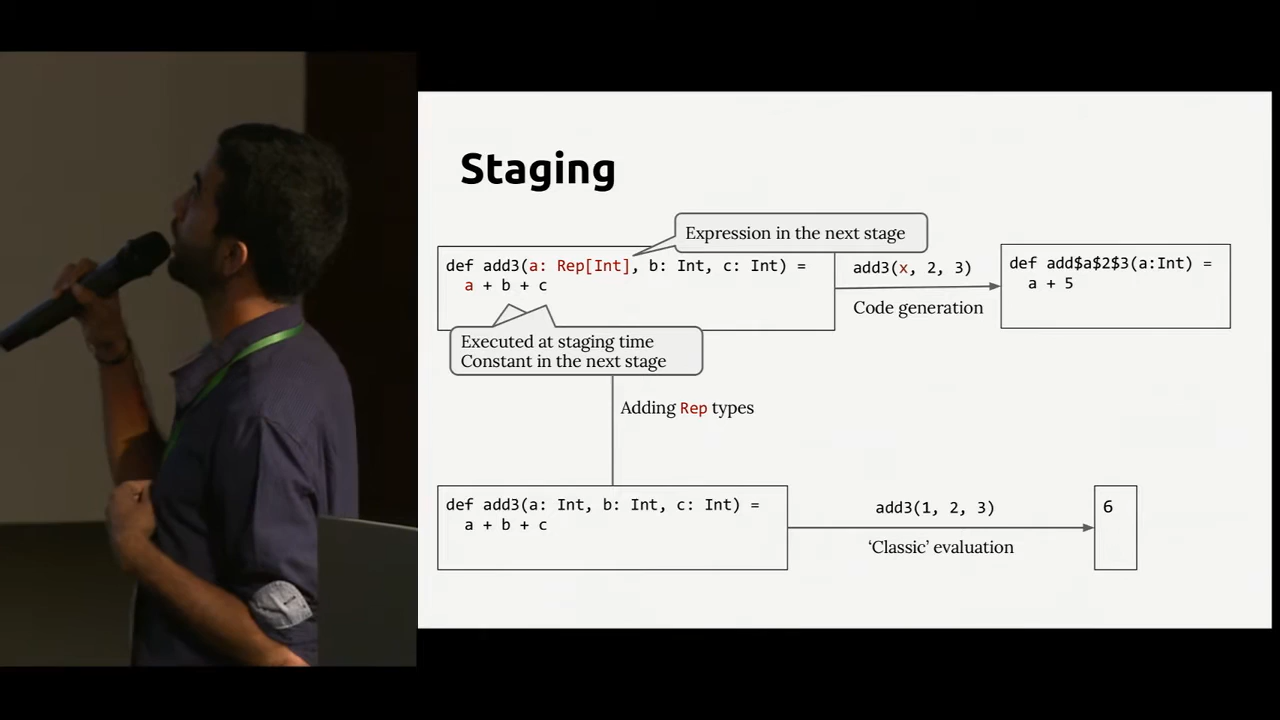 Staging
Expression in the next stage
def add3(a: Rep[Int], b: Int, c: Int) =
a + b + c
Executed at staging time
Constant in the next stage
add3(x, 2, 3)
Code generation
def add$a$2$3(a:Int) =
a + 5
Adding Rep types
def add3(a: Int, b: Int, c: Int) =
a + b + c
add3(1, 2, 3)
‘Classic’ evaluation
6